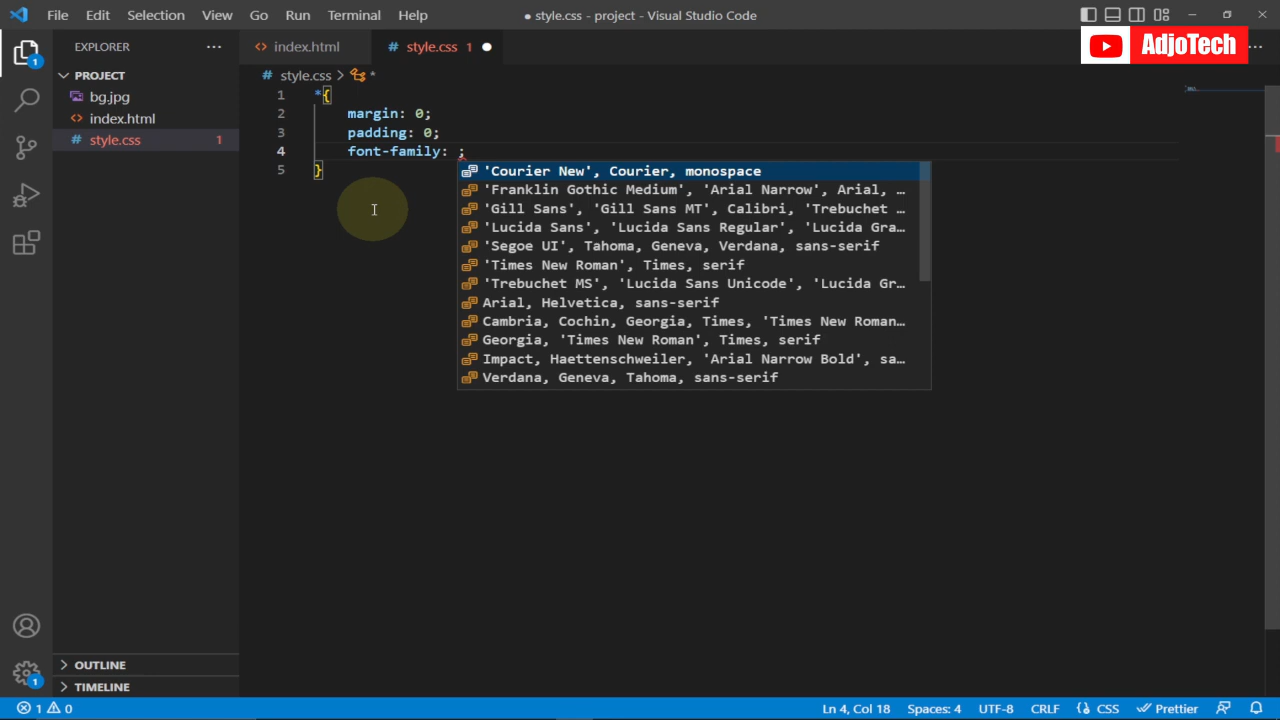 File Edit Selection View Go Run Terminal Help
● style.css - project - Visual Studio Code
AdjoTech
EXPLORER ...
index.html
# style.css 1 ●
...
1
PROJECT
bg.jpg
index.html
# style.css 1
# style.css > *
1 *{
2 margin: 0;
3 padding: 0;
4 font-family: ;
5 }
'Courier New', Courier, monospace
'Franklin Gothic Medium', 'Arial Narrow', Arial, …
'Gill Sans', 'Gill Sans MT', Calibri, 'Trebuchet …
'Lucida Sans', 'Lucida Sans Regular', 'Lucida Gra…
'Segoe UI', Tahoma, Geneva, Verdana, sans-serif
'Times New Roman', Times, serif
'Trebuchet MS', 'Lucida Sans Unicode', 'Lucida Gr…
Arial, Helvetica, sans-serif
Cambria, Cochin, Georgia, Times, 'Times New Roman…
Georgia, 'Times New Roman', Times, serif
Impact, Haettenschweiler, 'Arial Narrow Bold', sa…
Verdana, Geneva, Tahoma, sans-serif
OUTLINE
1
TIMELINE
1 0
Ln 4, Col 18 Spaces: 4 UTF-8 CRLF {} CSS Prettier